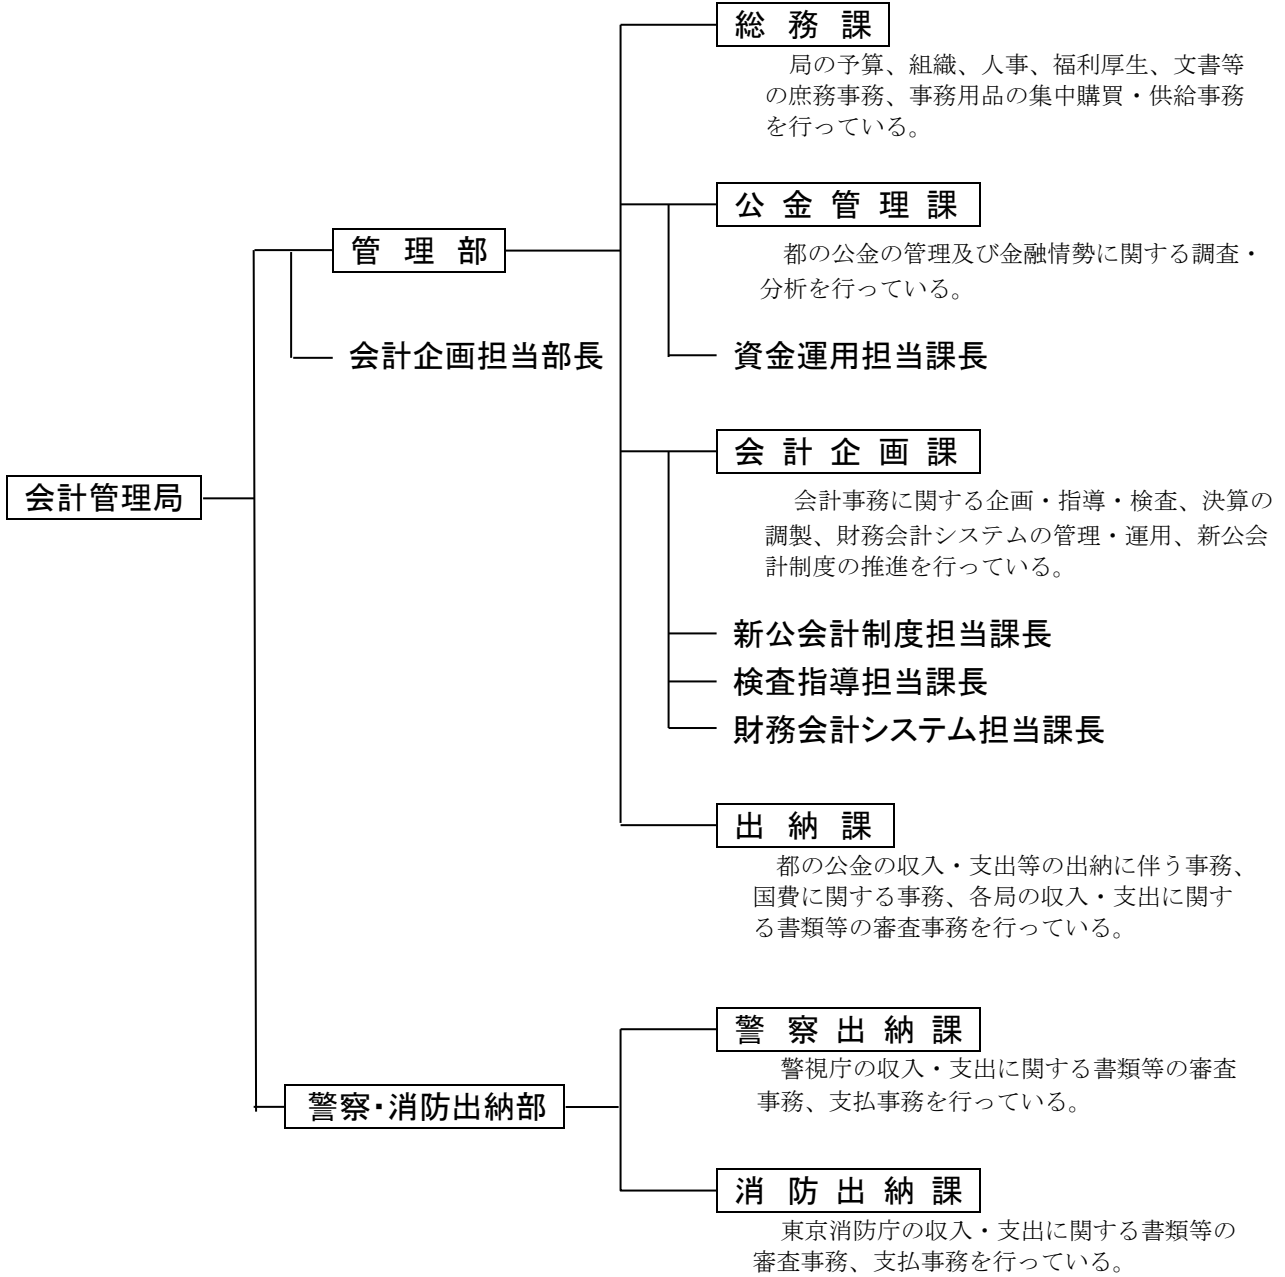 総務課
局の予算、組織、人事、福利厚生、文書等
の庶務事務、事務用品の集中購買・供給事務
を行っている。
公金管理課
管理部
都の公金の管理及び金融情勢に関する調査・
分析を行っている。
会計企画担当部長
資金運用担当課長
会計企画課
会計管理局
会計事務に関する企画・指導・検査、決算の
調製、財務会計システムの管理・運用、新公会
計制度の推進を行っている。
新公会計制度担当課長
検査指導担当課長
財務会計システム担当課長
出納課
都の公金の収入・支出等の出納に伴う事務、
国費に関する事務、各局の収入・支出に関す
る書類等の審査事務を行っている。
警察出納課
警視庁の収入・支出に関する書類等の審査
事務、支払事務を行っている。
警察・消防出納部
消防出納課
東京消防庁の収入・支出に関する書類等の
審査事務、支払事務を行っている。